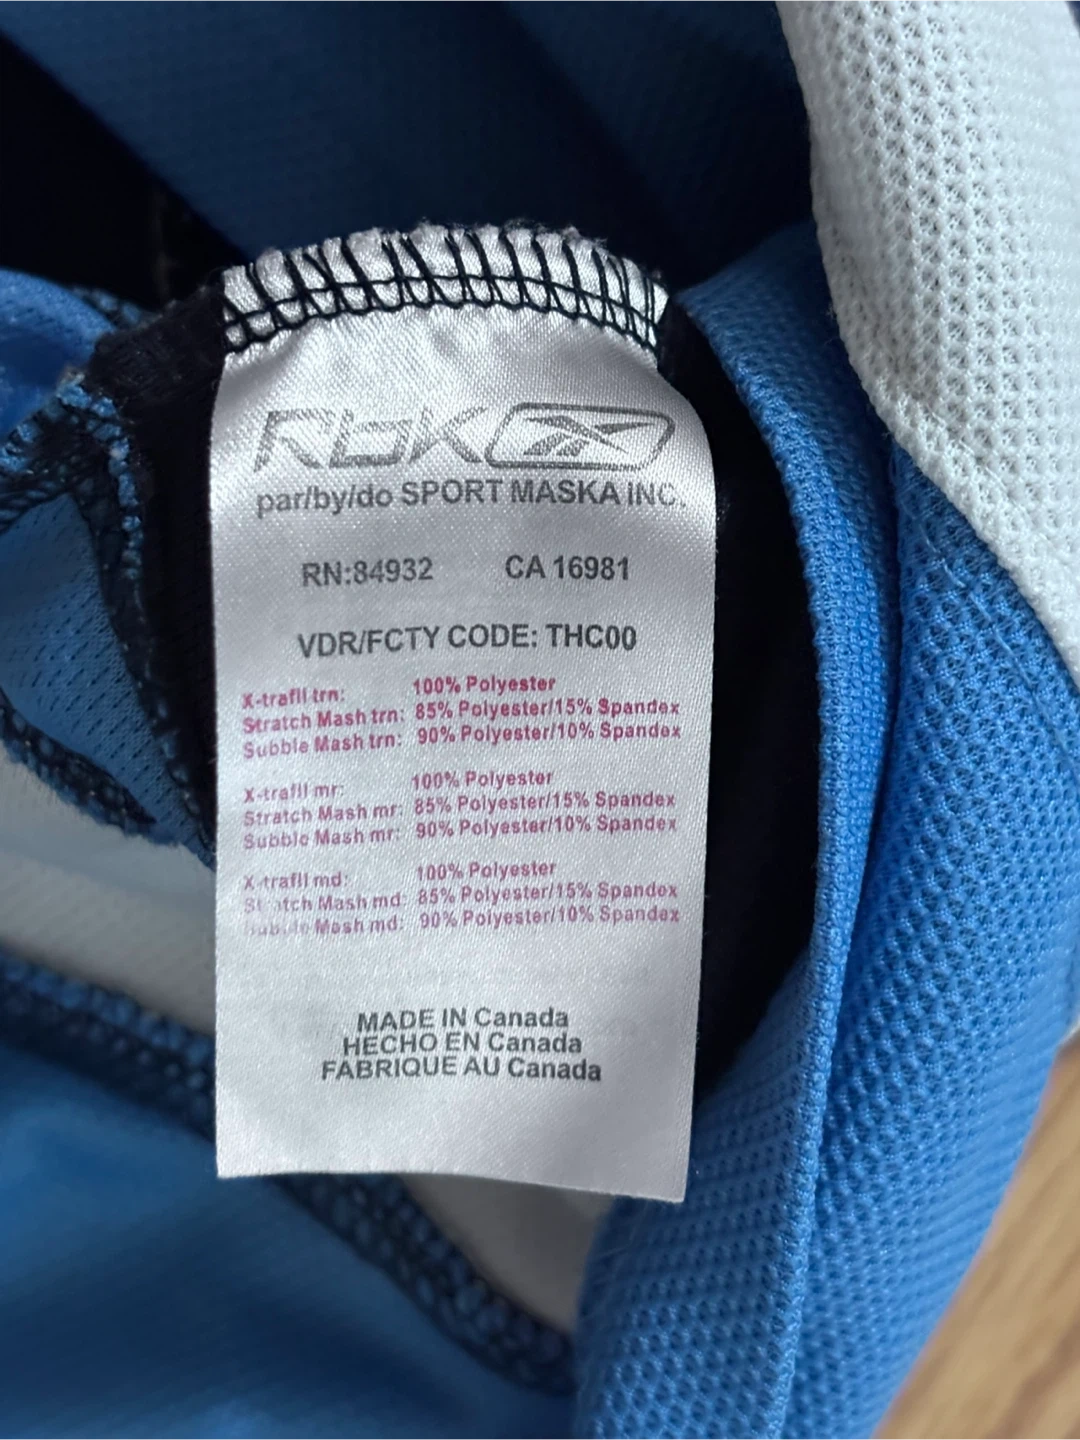 Rbk
par/by/do SPORT MASKA INC.
RN:84932 CA 16981
VDR/FCTY CODE: THC00
X-trafil trn: 100% Polyester
Stretch Mash trn: 85% Polyester/15% Spandex
Subble Mash trn: 90% Polyester/10% Spandex
X-trafil mr: 100% Polyester
Stratch Mash mr: 85% Polyester/15% Spandex
Subble Mash mr: 90% Polyester/10% Spandex
X-trafil md: 100% Polyester
Mash md: 85% Polyester/15% Spandex
Mash md: 90% Polyester/10% Spandex
MADE IN Canada
HECHO EN Canada
FABRIQUE AU Canada